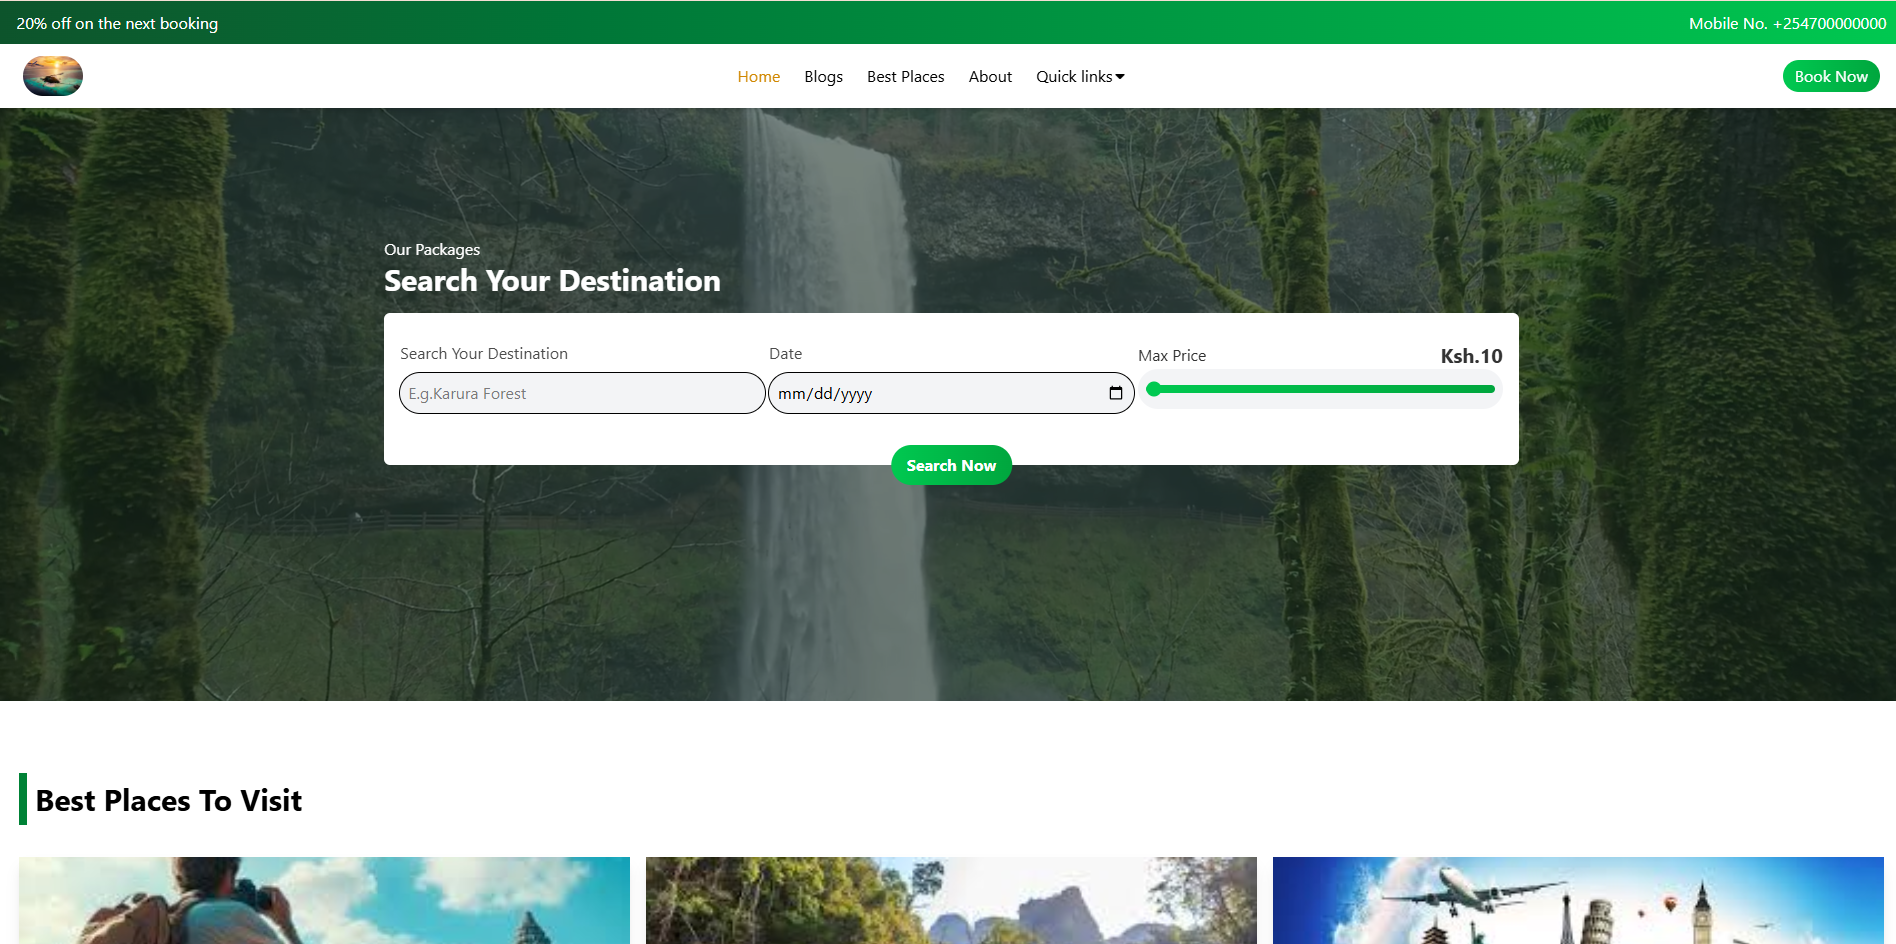 20% off on the next booking
Mobile No. +254700000000
Home
Blogs
Best Places
About
Quick links
Book Now
Our Packages
Search Your Destination
Search Your Destination
Date
Max Price
Ksh.10
E.g.Karura Forest
mm/dd/yyyy
Search Now
Best Places To Visit